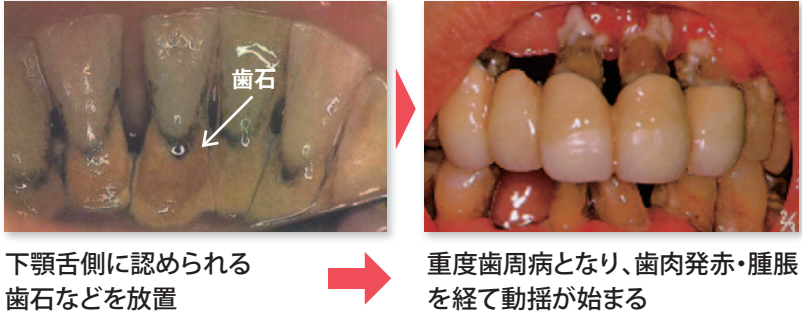 歯石
下顎舌側に認められる
歯石などを放置
重度歯周病となり、歯肉発赤・腫脹
を経て動揺が始まる